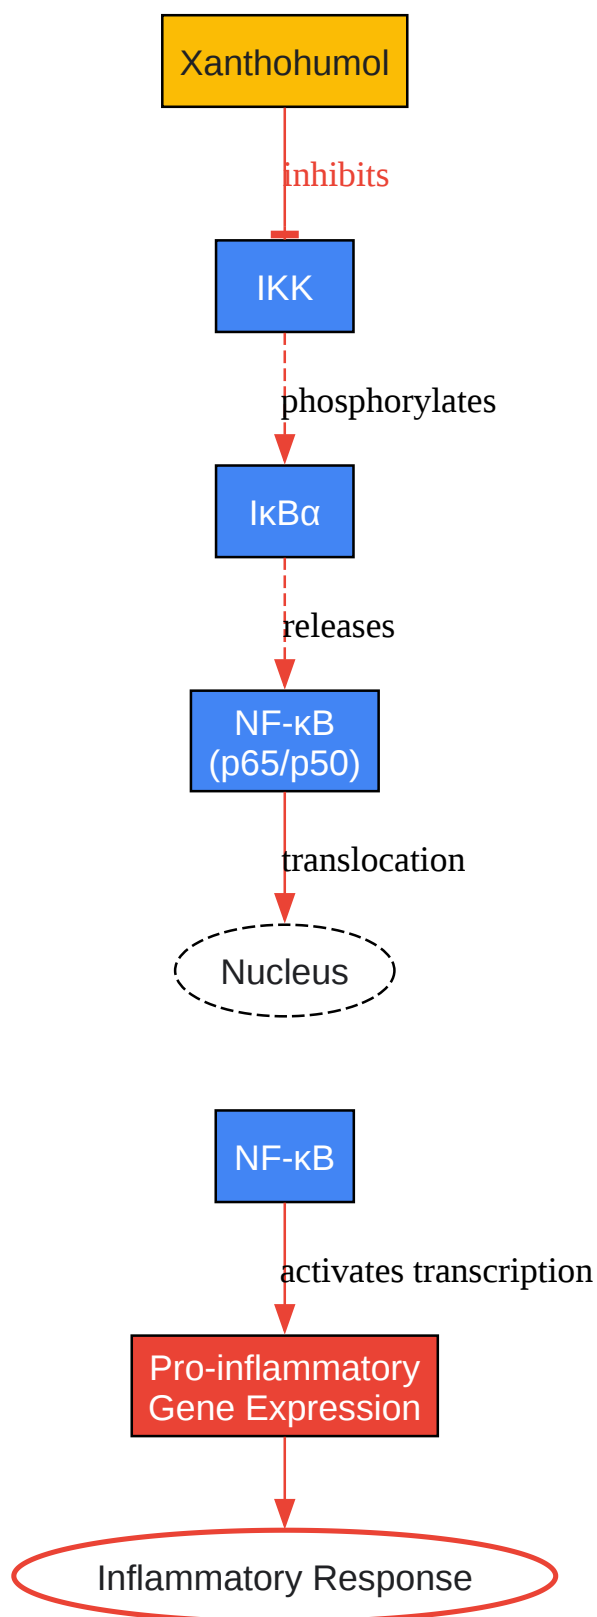 Xanthohumol
inhibits
IKK
phosphorylates
IκBα
releases
NF-κB
(p65/p50)
translocation
Nucleus
NF-κB
activates transcription
Pro-inflammatory
Gene Expression
Inflammatory Response